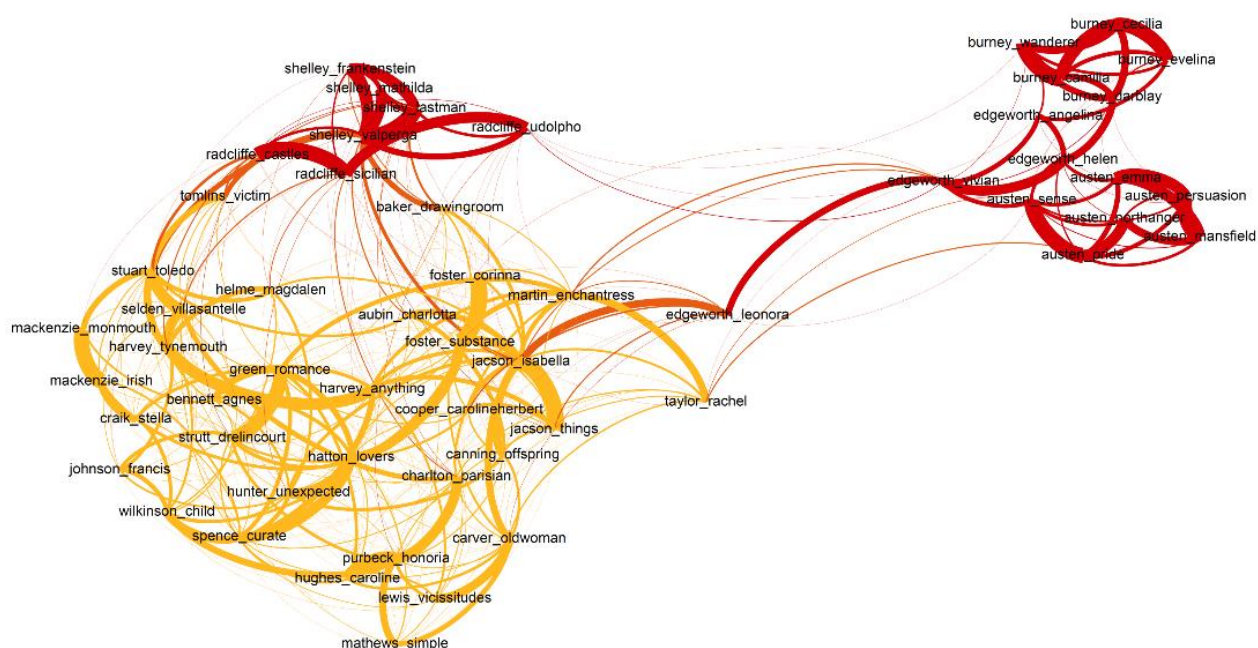 burney_cecilia
burney_wanderer
burney_evelina
burney_camilla
burney_darblay
edgeworth_angelina
edgeworth_helen
edgeworth_vivian
austen_emma
austen_sense
austen_persuasion
austen_northanger
austen_mansfield
austen_pride
shelley_frankenstein
shelley_mathilda
shelley_lastman
shelley_valperga
radcliffe_udolpho
radcliffe_castles
radcliffe_sicilian
tomlins_victim
baker_drawingroom
stuart_toledo
foster_corinna
helme_magdalen
martin_enchantress
selden_villasantelle
aubin_charlotta
edgeworth_leonora
mackenzie_monmouth
harvey_tynemouth
foster_substance
jacson_isabella
green_romance
mackenzie_irish
harvey_anything
bennett_agnes
taylor_rachel
cooper_carolineherbert
craik_stella
jacson_things
strutt_drelincourt
hatton_lovers
canning_offspring
johnson_francis
charlton_parisian
hunter_unexpected
wilkinson_child
spence_curate
carver_oldwoman
purbeck_honoria
hughes_caroline
lewis_vicissitudes
mathews_simple